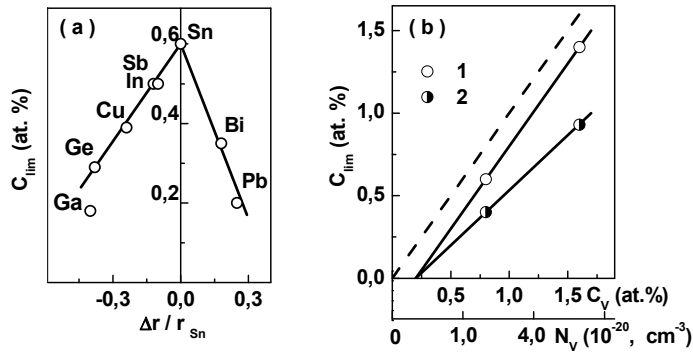 ( a )
Sn
0,6
Sb
In
Cu
0,4
Bi
Ge
Pb
Ga
0,2
C_lim (at. %)
-0,3 0,0 0,3
Δr / r_Sn
( b )
1,5
1
2
1,0
0,5
0,0
C_lim (at. %)
0,5 1,0 1,5 C_V (at.%)
0 1,0 4,0 N_V (10^-20, cm^-3)